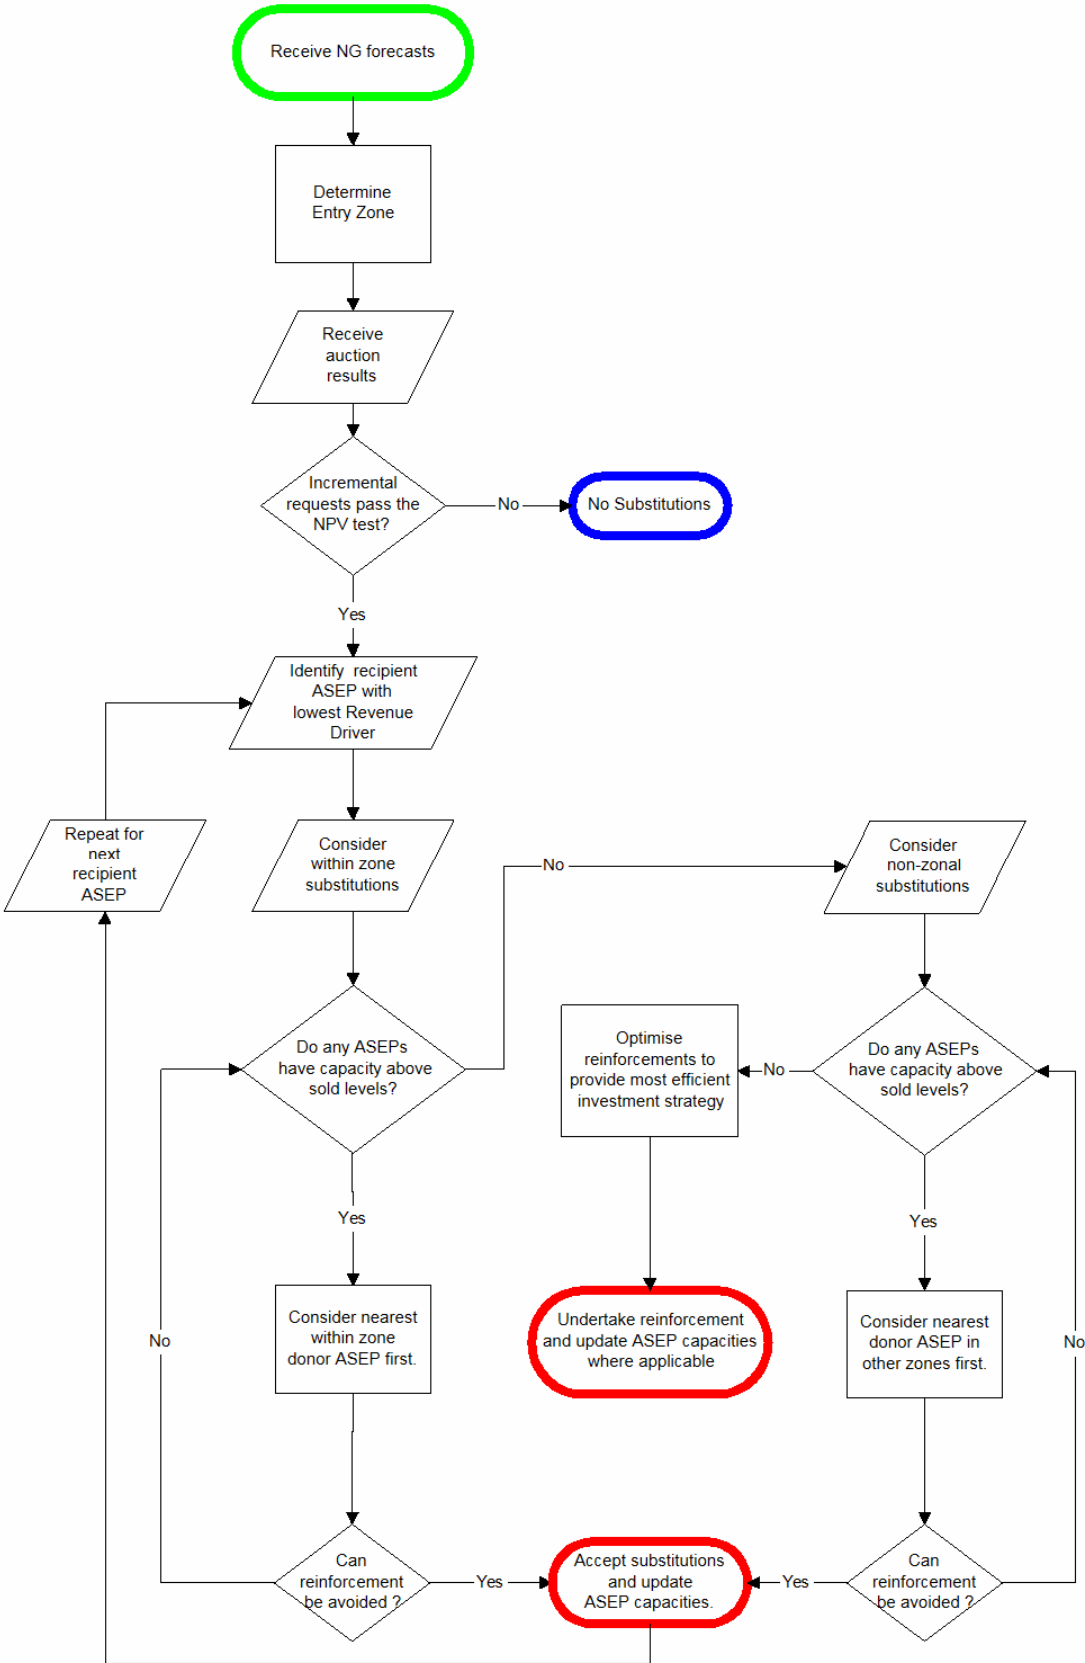 Receive NG forecasts
Determine
Entry Zone
Receive
auction
results
Incremental
requests pass the
NPV test?
No
No Substitutions
Yes
Identify recipient
ASEP with
lowest Revenue
Driver
Repeat for
next
recipient
ASEP
Consider
within zone
substitutions
No
Consider
non-zonal
substitutions
Do any ASEPs
have capacity above
sold levels?
Optimise
reinforcements to
provide most efficient
investment strategy
No
Do any ASEPs
have capacity above
sold levels?
Yes
Yes
No
Consider nearest
within zone
donor ASEP first.
Undertake reinforcement
and update ASEP capacities
where applicable
Consider nearest
donor ASEP in
other zones first.
No
Can
reinforcement
be avoided ?
Yes
Accept substitutions
and update
ASEP capacities.
Yes
Can
reinforcement
be avoided ?